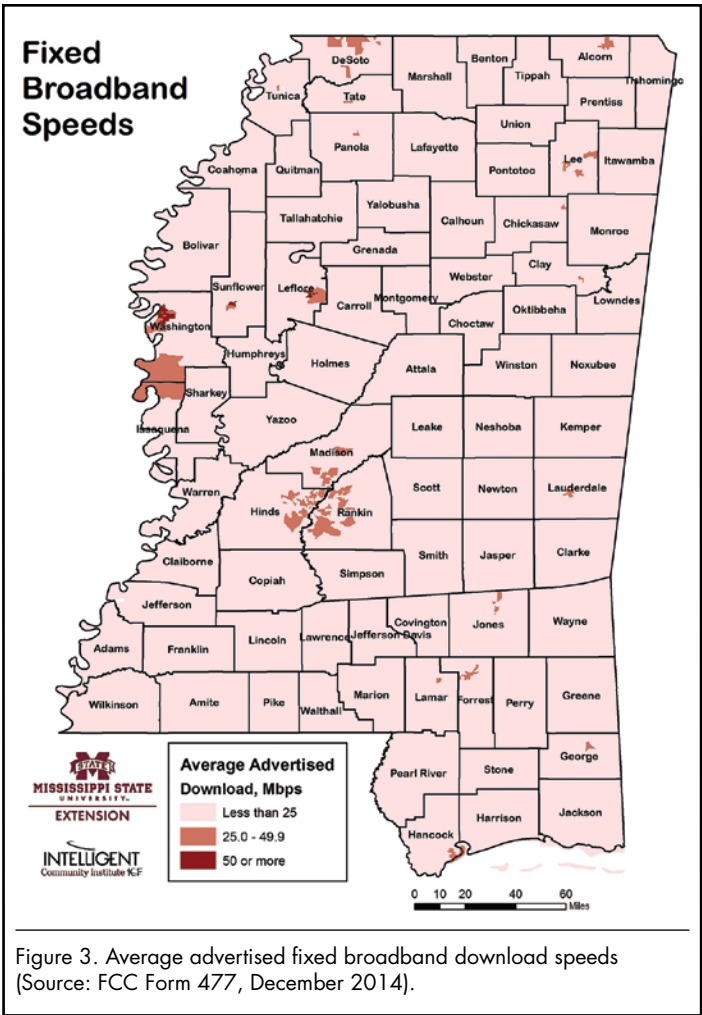 Fixed
Broadband
Speeds
DeSoto
Marshall
Benton
Tippah
Alcorn
Tishomingo
Tunica
Tate
Prentiss
Panola
Lafayette
Union
Lee
Itawamba
Coahoma
Quitman
Pontotoc
Tallahatchie
Yalobusha
Calhoun
Chickasaw
Monroe
Bolivar
Grenada
Clay
Sunflower
Leflore
Carroll
Montgomery
Webster
Lowndes
Washington
Choctaw
Oktibbeha
Humphreys
Holmes
Attala
Winston
Noxubee
Sharkey
Issaquena
Yazoo
Leake
Neshoba
Kemper
Madison
Warren
Hinds
Rankin
Scott
Newton
Lauderdale
Claiborne
Copiah
Simpson
Smith
Jasper
Clarke
Jefferson
Adams
Franklin
Lincoln
Lawrence
Jefferson Davis
Covington
Jones
Wayne
Wilkinson
Amite
Pike
Walthall
Marion
Lamar
Forrest
Perry
Greene
Pearl River
Stone
George
Hancock
Harrison
Jackson
STATE
MISSISSIPPI STATE
UNIVERSITY™
EXTENSION
INTELLIGENT
Community Institute ICF
Average Advertised
Download, Mbps
Less than 25
25.0 - 49.9
50 or more
0 10 20 40 60
Miles
Figure 3. Average advertised fixed broadband download speeds
(Source: FCC Form 477, December 2014).